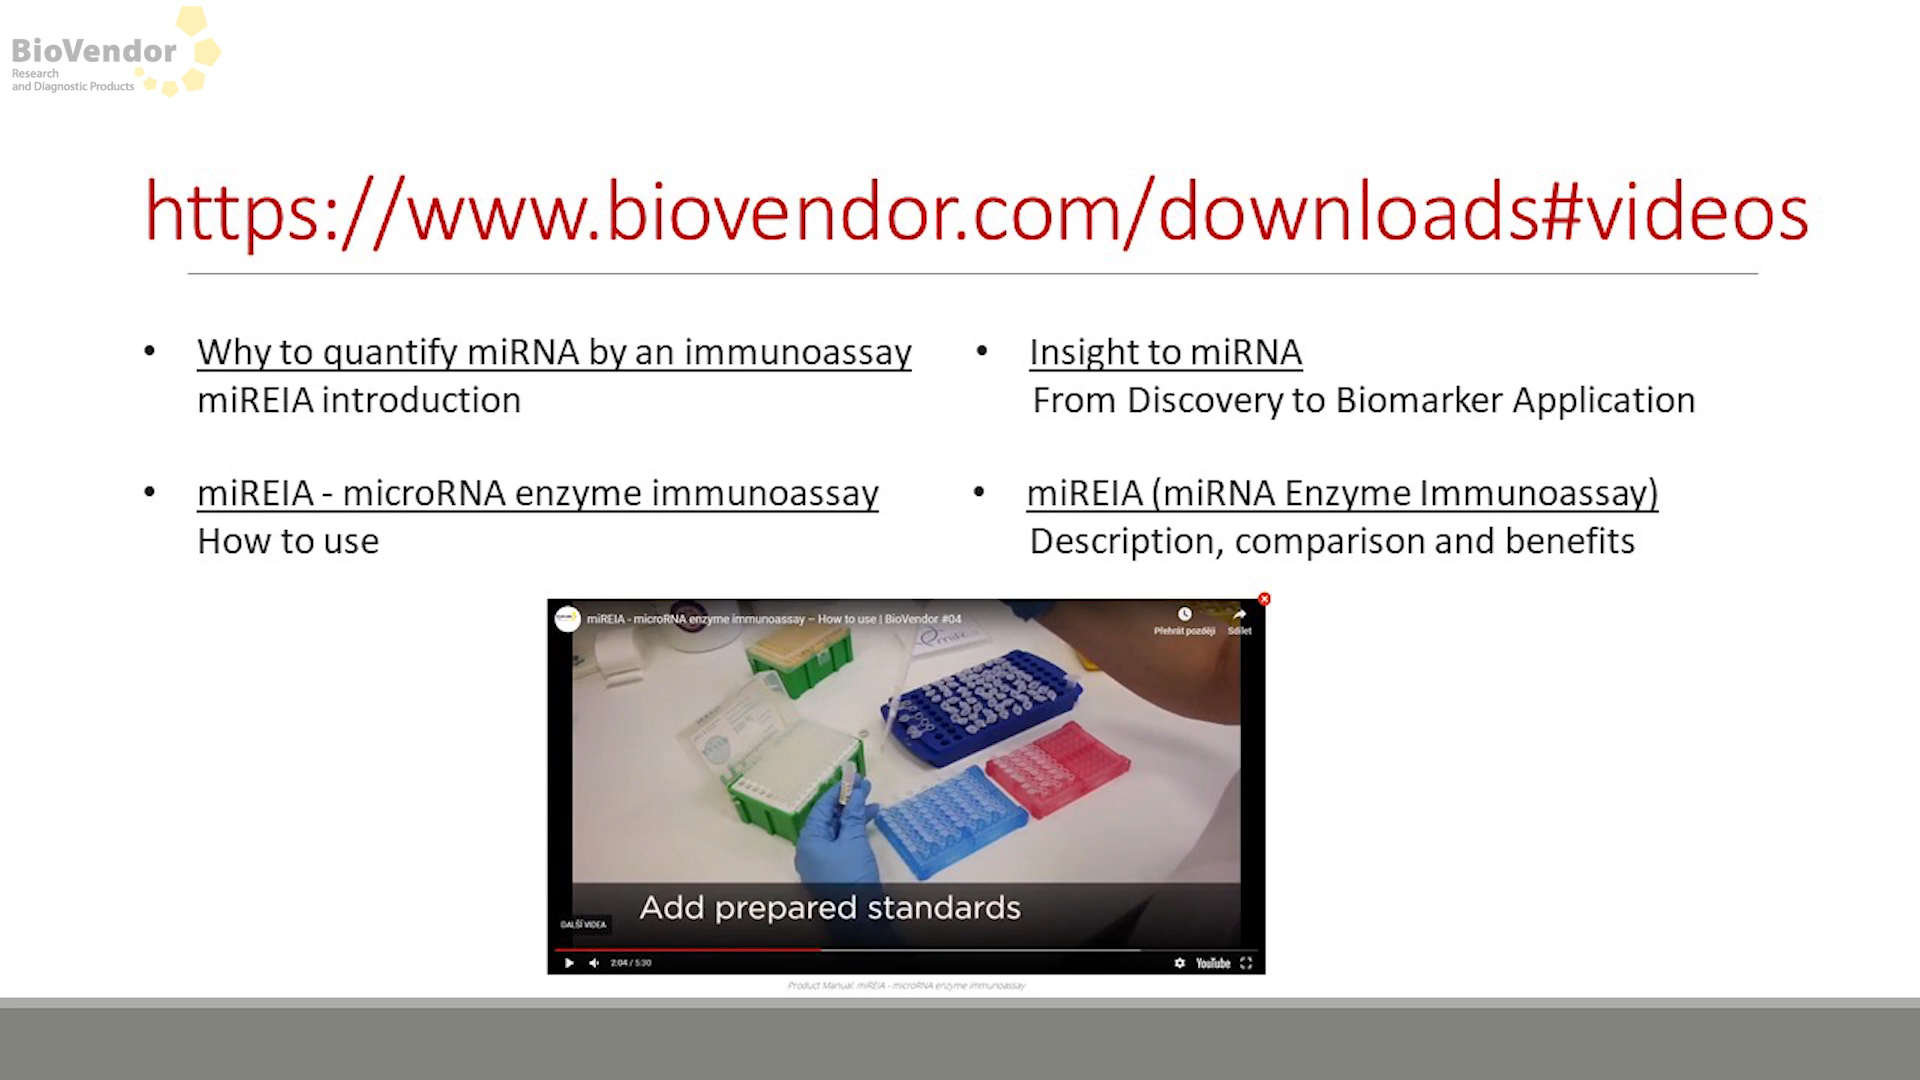 BioVendor
Research
and Diagnostic Products
https://www.biovendor.com/downloads#videos
• Why to quantify miRNA by an immunoassay
miREIA introduction
• miREIA - microRNA enzyme immunoassay
How to use
• Insight to miRNA
From Discovery to Biomarker Application
• miREIA (miRNA Enzyme Immunoassay)
Description, comparison and benefits
miREIA - microRNA enzyme immunoassay – How to use | BioVendor #04
Přehrát později
Sdílet
Add prepared standards
DALŠÍ VIDEA
2:04 / 5:30
YouTube
Product Manual: miREIA - microRNA enzyme immunoassay